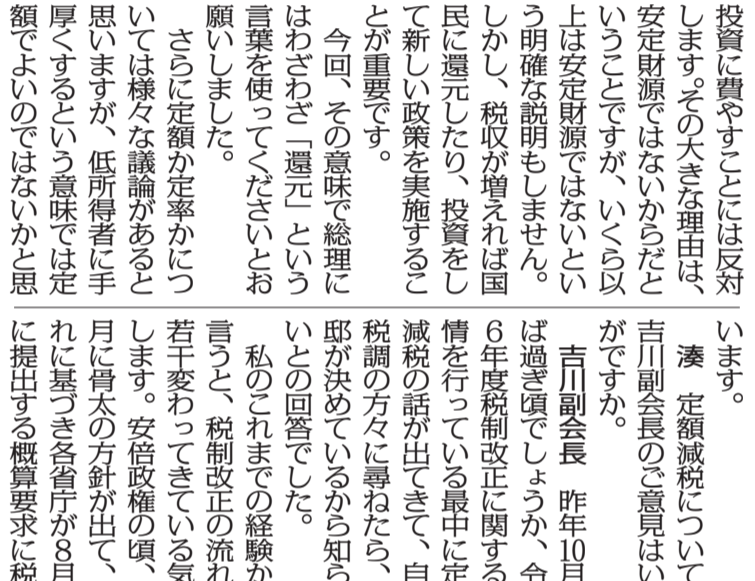 投資に費やすことには反対
します。その大きな理由は、
安定財源ではないからだと
いうことですが、いくら以
上は安定財源ではないとい
う明確な説明もしません。
しかし、税収が増えれば国
民に還元したり、投資をし
て新しい政策を実施するこ
とが重要です。
　今回、その意味で総理に
はわざわざ「還元」という
言葉を使ってくださいとお
願いしました。
　さらに定額か定率かにつ
いては様々な議論があると
思いますが、低所得者に手
厚くするという意味では定
額でよいのではないかと思
います。
　湊　定額減税について
吉川副会長のご意見はい
がですか。
　吉川副会長　昨年10月
ば過ぎ頃でしょうか、令
６年度税制改正に関する
情を行っている最中に定
減税の話が出てきて、自
税調の方々に尋ねたら、
邸が決めているから知ら
いとの回答でした。
　私のこれまでの経験か
言うと、税制改正の流れ
若干変わってきている気
します。安倍政権の頃、
月に骨太の方針が出て、
れに基づき各省庁が８月
に提出する概算要求に税